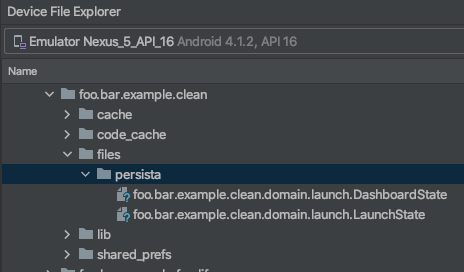 Device File Explorer
Emulator Nexus_5_API_16 Android 4.1.2, API 16
Name
foo.bar.example.clean
cache
code_cache
files
persista
foo.bar.example.clean.domain.launch.DashboardState
foo.bar.example.clean.domain.launch.LaunchState
lib
shared_prefs